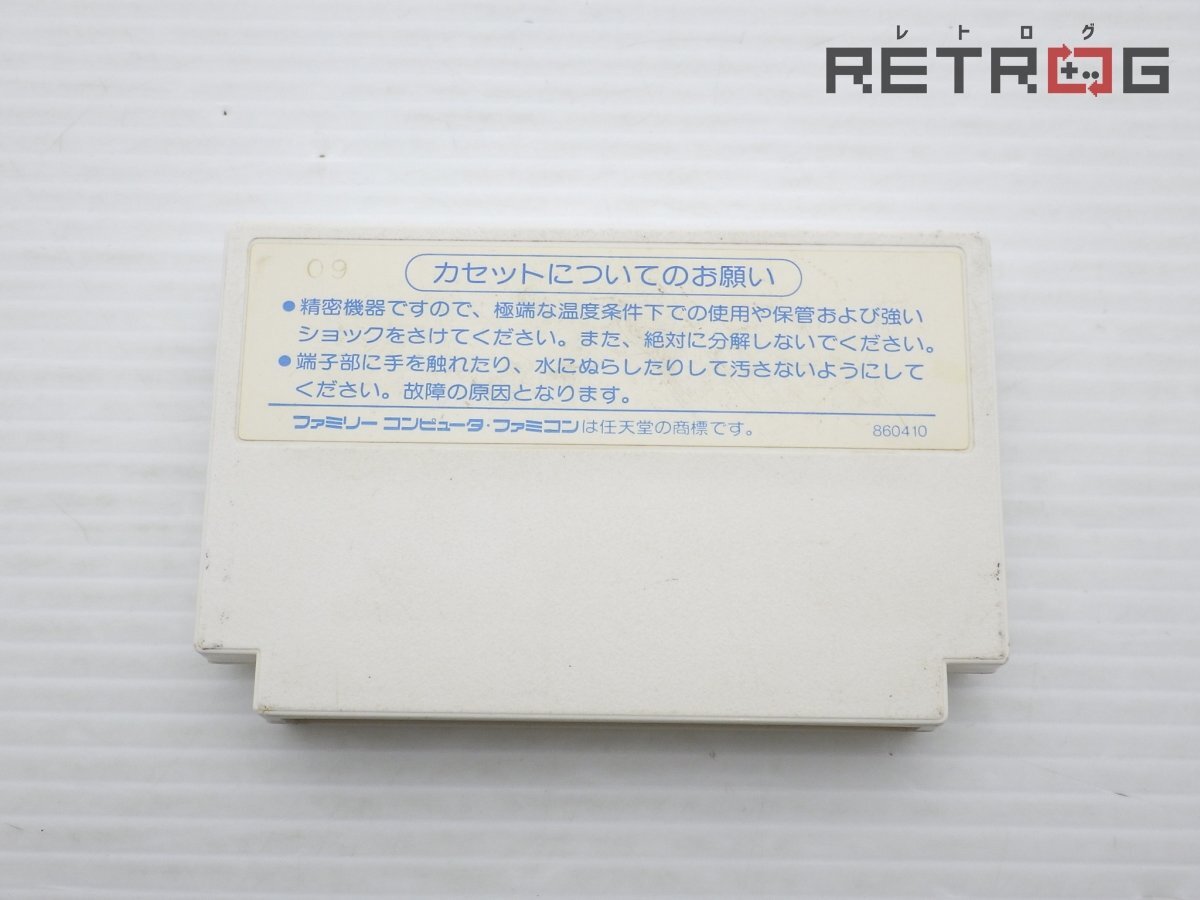 レトログ
RETROG
09
カセットについてのお願い
●精密機器ですので、極端な温度条件下での使用や保管および強い
ショックをさけてください。また、絶対に分解しないでください。
●端子部に手を触れたり、水にぬらしたりして汚さないようにして
ください。故障の原因となります。
ファミリーコンピュータ・ファミコンは任天堂の商標です。 860410